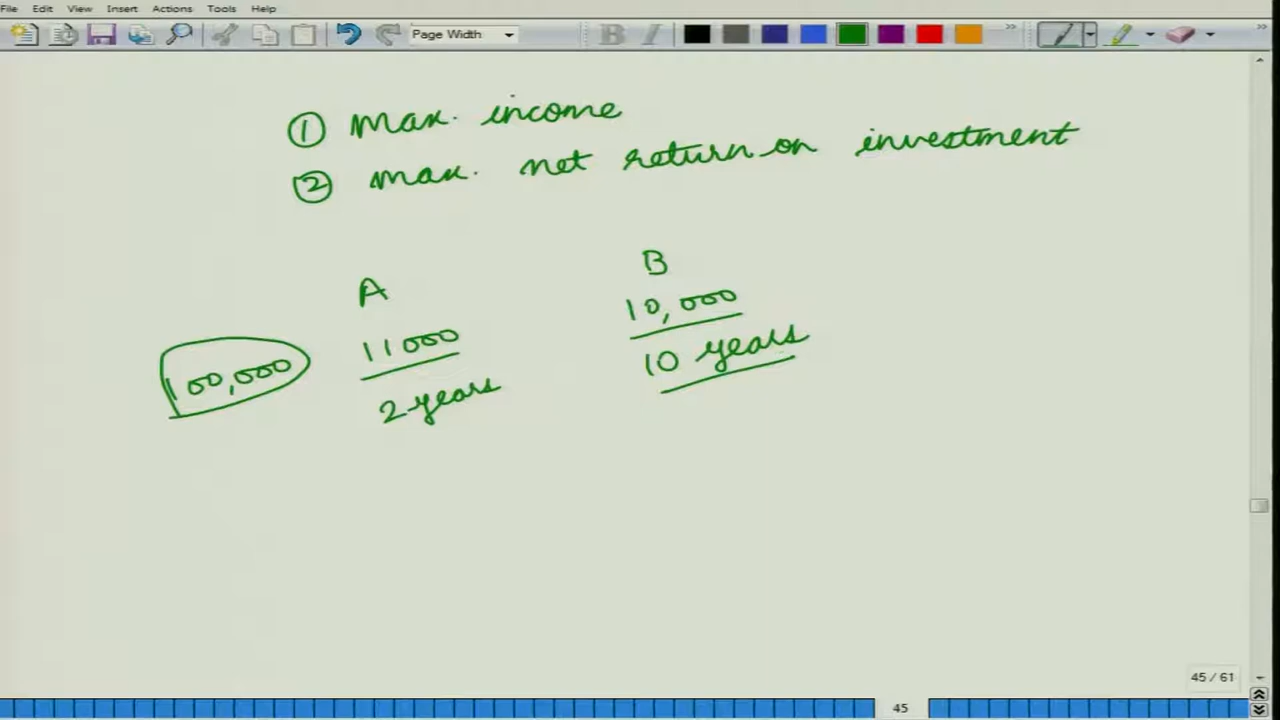 File Edit View Insert Actions Tools Help
Page Width
B I
① max. income
② max. net return on investment
A B
100,000 11000 10,000
2 years 10 years
45 / 61
45